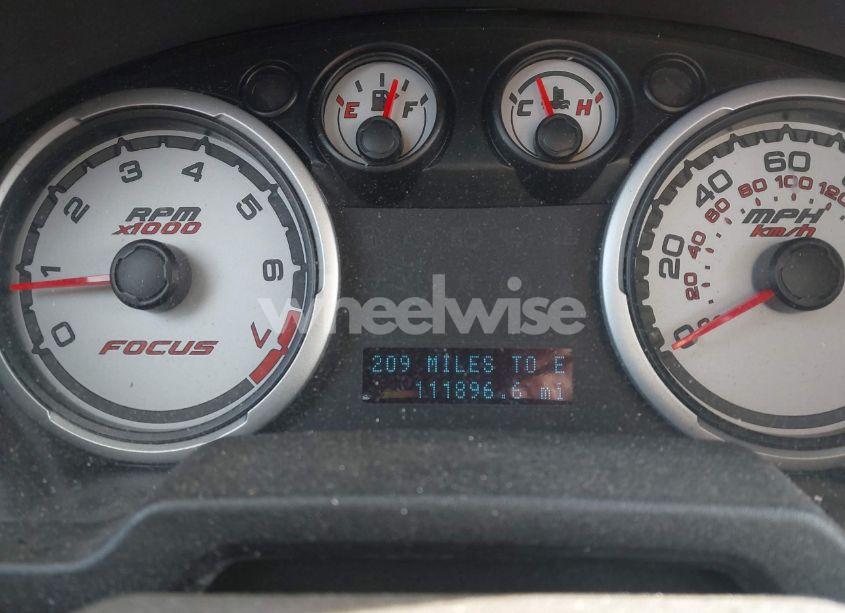 E F
C H
0 1 2 3 4 5 6 7
RPM
x1000
FOCUS
0 20 40 60
20 40 60 80 100 120
MPH
km/h
wheelwise
209 MILES TO E
111896.6 mi